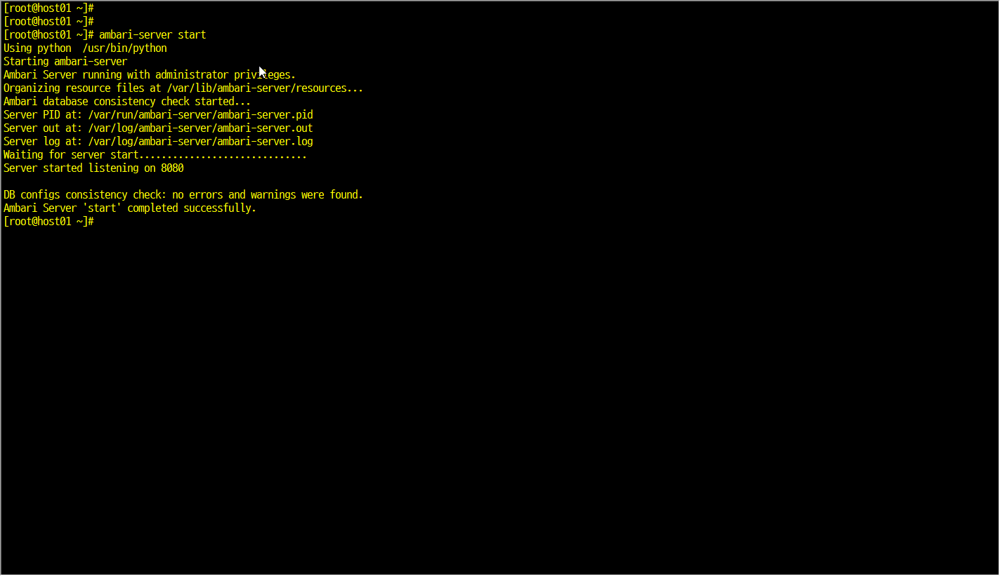 [root@host01 ~]#
[root@host01 ~]#
[root@host01 ~]# ambari-server start
Using python  /usr/bin/python
Starting ambari-server
Ambari Server running with administrator privileges.
Organizing resource files at /var/lib/ambari-server/resources...
Ambari database consistency check started...
Server PID at: /var/run/ambari-server/ambari-server.pid
Server out at: /var/log/ambari-server/ambari-server.out
Server log at: /var/log/ambari-server/ambari-server.log
Waiting for server start..............................
Server started listening on 8080
DB configs consistency check: no errors and warnings were found.
Ambari Server 'start' completed successfully.
[root@host01 ~]#